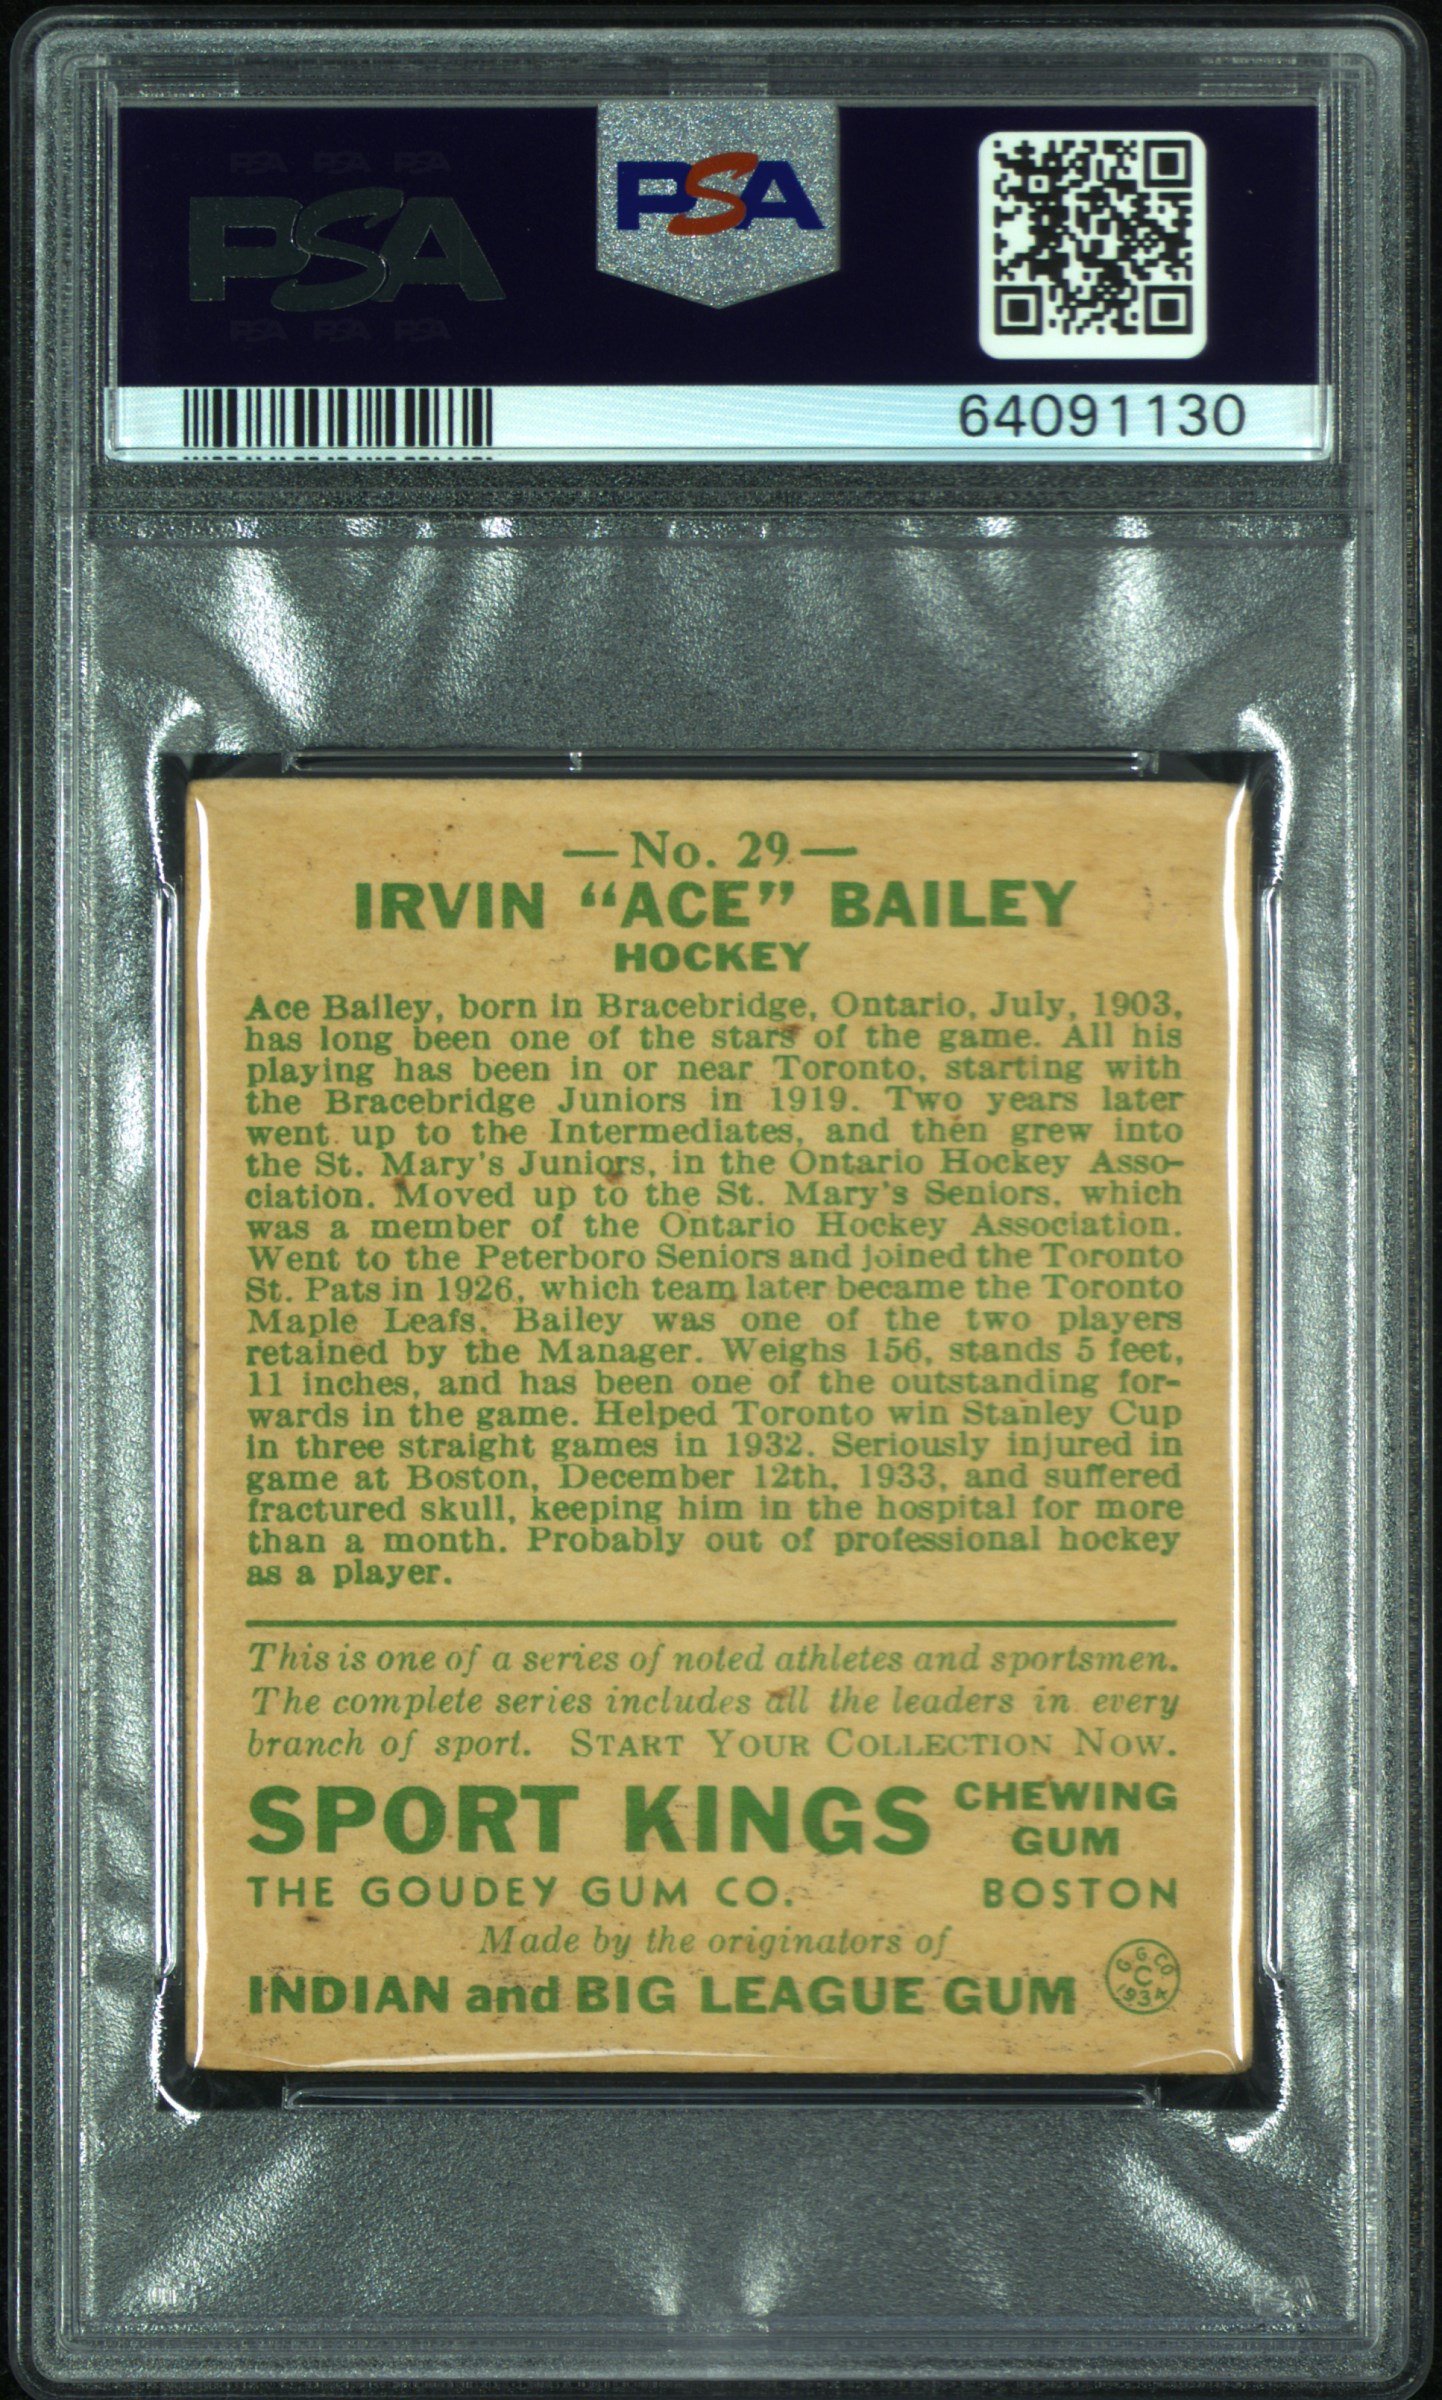 PSA PSA PSA
PSA
PSA PSA PSA
PSA
64091130
—No. 29—
IRVIN “ACE” BAILEY
HOCKEY
Ace Bailey, born in Bracebridge, Ontario, July, 1903,
has long been one of the stars of the game. All his
playing has been in or near Toronto, starting with
the Bracebridge Juniors in 1919. Two years later
went up to the Intermediates, and then grew into
the St. Mary's Juniors, in the Ontario Hockey Asso-
ciation. Moved up to the St. Mary's Seniors, which
was a member of the Ontario Hockey Association.
Went to the Peterboro Seniors and joined the Toronto
St. Pats in 1926, which team later became the Toronto
Maple Leafs. Bailey was one of the two players
retained by the Manager. Weighs 156, stands 5 feet,
11 inches, and has been one of the outstanding for-
wards in the game. Helped Toronto win Stanley Cup
in three straight games in 1932. Seriously injured in
game at Boston, December 12th, 1933, and suffered
fractured skull, keeping him in the hospital for more
than a month. Probably out of professional hockey
as a player.
This is one of a series of noted athletes and sportsmen.
The complete series includes all the leaders in every
branch of sport. START YOUR COLLECTION NOW.
SPORT KINGS CHEWING GUM
THE GOUDEY GUM CO. BOSTON
Made by the originators of
INDIAN and BIG LEAGUE GUM
G. G. CO.
C
1934